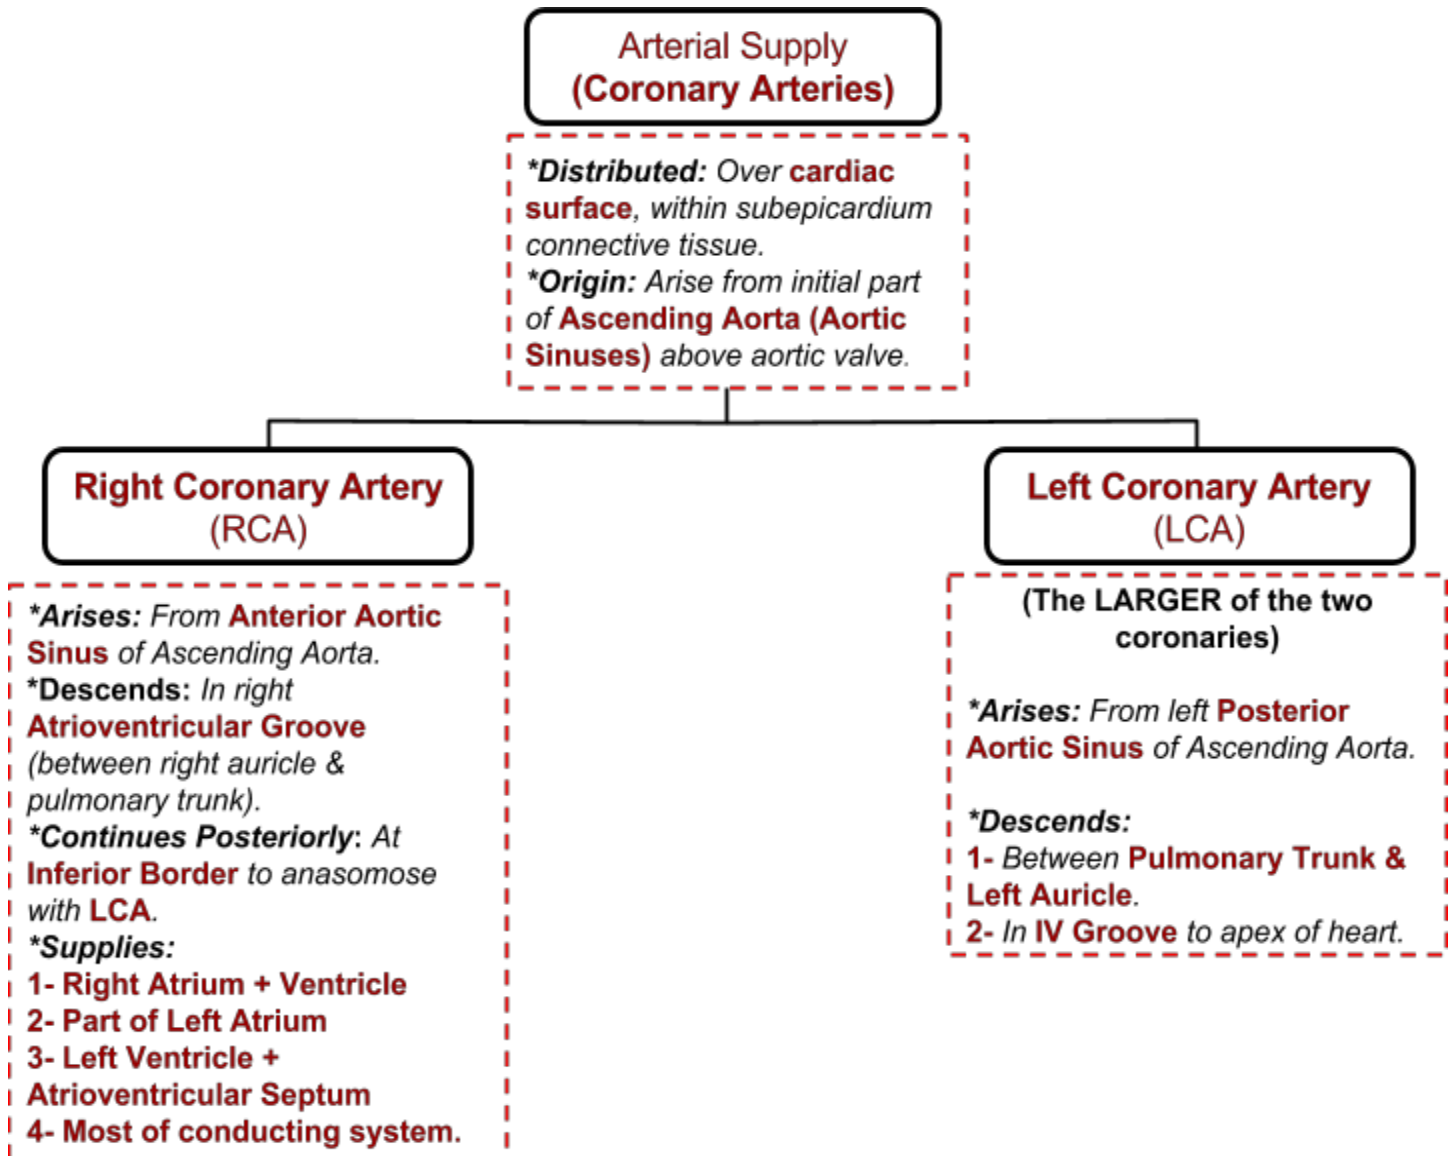 Arterial Supply
(Coronary Arteries)
*Distributed: Over cardiac
surface, within subepicardium
connective tissue.
*Origin: Arise from initial part
of Ascending Aorta (Aortic
Sinuses) above aortic valve.
Right Coronary Artery
(RCA)
*Arises: From Anterior Aortic
Sinus of Ascending Aorta.
*Descends: In right
Atrioventricular Groove
(between right auricle &
pulmonary trunk).
*Continues Posteriorly: At
Inferior Border to anasomose
with LCA.
*Supplies:
1- Right Atrium + Ventricle
2- Part of Left Atrium
3- Left Ventricle +
Atrioventricular Septum
4- Most of conducting system.
Left Coronary Artery
(LCA)
(The LARGER of the two
coronaries)
*Arises: From left Posterior
Aortic Sinus of Ascending Aorta.
*Descends:
1- Between Pulmonary Trunk &
Left Auricle.
2- In IV Groove to apex of heart.